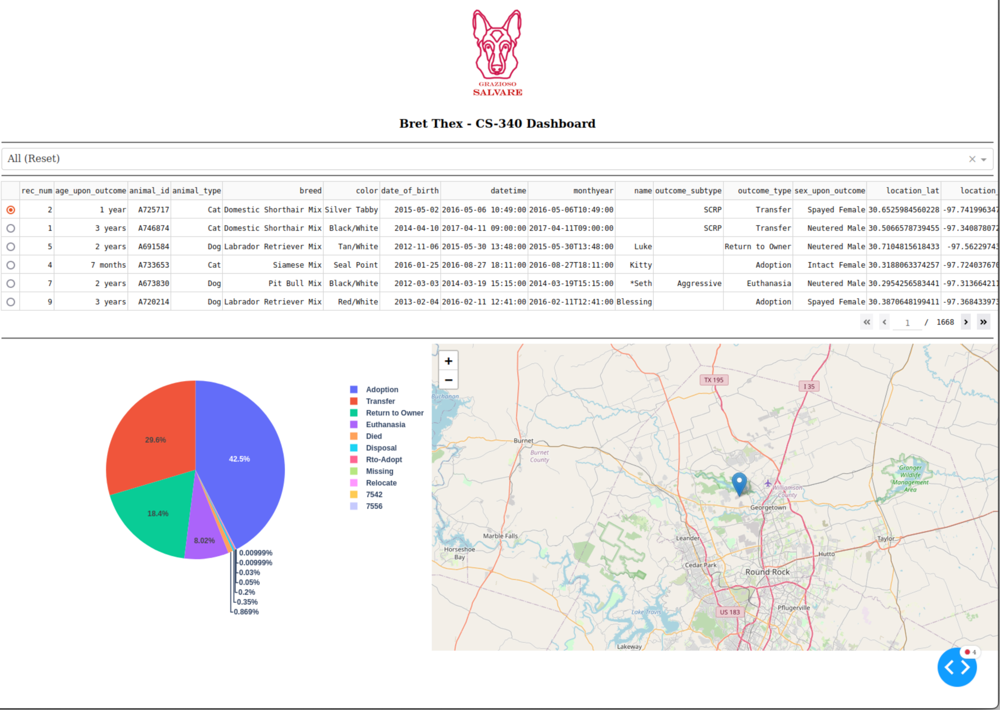 GRAZIOSO
SALVARE
Bret Thex - CS-340 Dashboard
All (Reset)
rec_num age_upon_outcome animal_id animal_type breed color date_of_birth datetime monthyear name outcome_subtype outcome_type sex_upon_outcome location_lat location_
2 1 year A725717 Cat Domestic Shorthair Mix Silver Tabby 2015-05-02 2016-05-06 10:49:00 2016-05-06T10:49:00 SCRP Transfer Spayed Female 30.6525984560228 -97.741996347
1 3 years A746874 Cat Domestic Shorthair Mix Black/White 2014-04-10 2017-04-11 09:00:00 2017-04-11T09:00:00 SCRP Transfer Neutered Male 30.5066578739455 -97.340878072
5 2 years A691584 Dog Labrador Retriever Mix Tan/White 2012-11-06 2015-05-30 13:48:00 2015-05-30T13:48:00 Luke Return to Owner Neutered Male 30.7104815618433 -97.56229743
4 7 months A733653 Cat Siamese Mix Seal Point 2016-01-25 2016-08-27 18:11:00 2016-08-27T18:11:00 Kitty Adoption Intact Female 30.3188063374257 -97.724037670
7 2 years A673830 Dog Pit Bull Mix Black/White 2012-03-03 2014-03-19 15:15:00 2014-03-19T15:15:00 *Seth Aggressive Euthanasia Neutered Male 30.2954256583441 -97.313664211
9 3 years A720214 Dog Labrador Retriever Mix Red/White 2013-02-04 2016-02-11 12:41:00 2016-02-11T12:41:00 Blessing Adoption Spayed Female 30.3870648199411 -97.368433973
1 / 1668
42.5%
29.6%
18.4%
8.02%
0.00999%
0.00999%
0.03%
0.05%
0.2%
0.35%
0.869%
Adoption
Transfer
Return to Owner
Euthanasia
Died
Disposal
Rto-Adopt
Missing
Relocate
7542
7556
+
−
TX 195
I 35
Buchanan
Burnet
Burnet
County
Granger
Wildlife
Management
Area
Williamson
County
Georgetown
Marble Falls
Leander
Taylor
Horseshoe
Bay
Hutto
Cedar Park
Round Rock
Pflugerville
Lake Travis
US 183
Lakeway
4